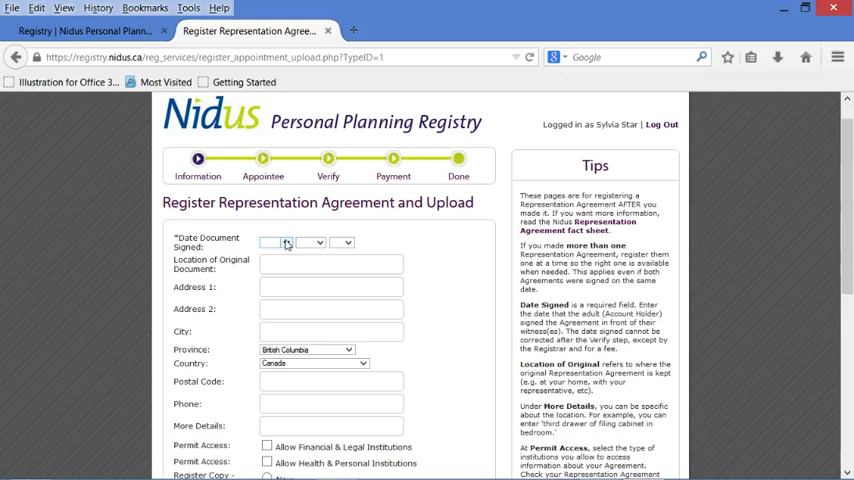 File Edit View History Bookmarks Tools Help
Registry | Nidus Personal Plann...
Register Representation Agree...
https://registry.nidus.ca/reg_services/register_appointment_upload.php?TypeID=1
Google
Illustration for Office 3...
Most Visited
Getting Started
Nidus Personal Planning Registry
Logged in as Sylvia Star | Log Out
Information Appointee Verify Payment Done
Register Representation Agreement and Upload
*Date Document
Signed:
Location of Original
Document:
Address 1:
Address 2:
City:
Province: British Columbia
Country: Canada
Postal Code:
Phone:
More Details:
Permit Access: Allow Financial & Legal Institutions
Permit Access: Allow Health & Personal Institutions
Register Copy -
Tips
These pages are for registering a
Representation Agreement AFTER you
made it. If you want more information,
read the Nidus Representation
Agreement fact sheet.
If you made more than one
Representation Agreement, register them
one at a time so the right one is available
when needed. This applies even if both
Agreements were signed on the same
date.
Date Signed is a required field. Enter
the date that the adult (Account Holder)
signed the Agreement in front of their
witness(es). The date signed cannot be
corrected after the Verify step, except by
the Registrar and for a fee.
Location of Original refers to where the
original Representation Agreement is kept
(e.g. at your home, with your
representative, etc).
Under More Details, you can be specific
about the location. For example, you can
enter 'third drawer of filing cabinet in
bedroom.'
At Permit Access, select the type of
institutions you allow to access
information about your Agreement.
Check your Representation Agreement